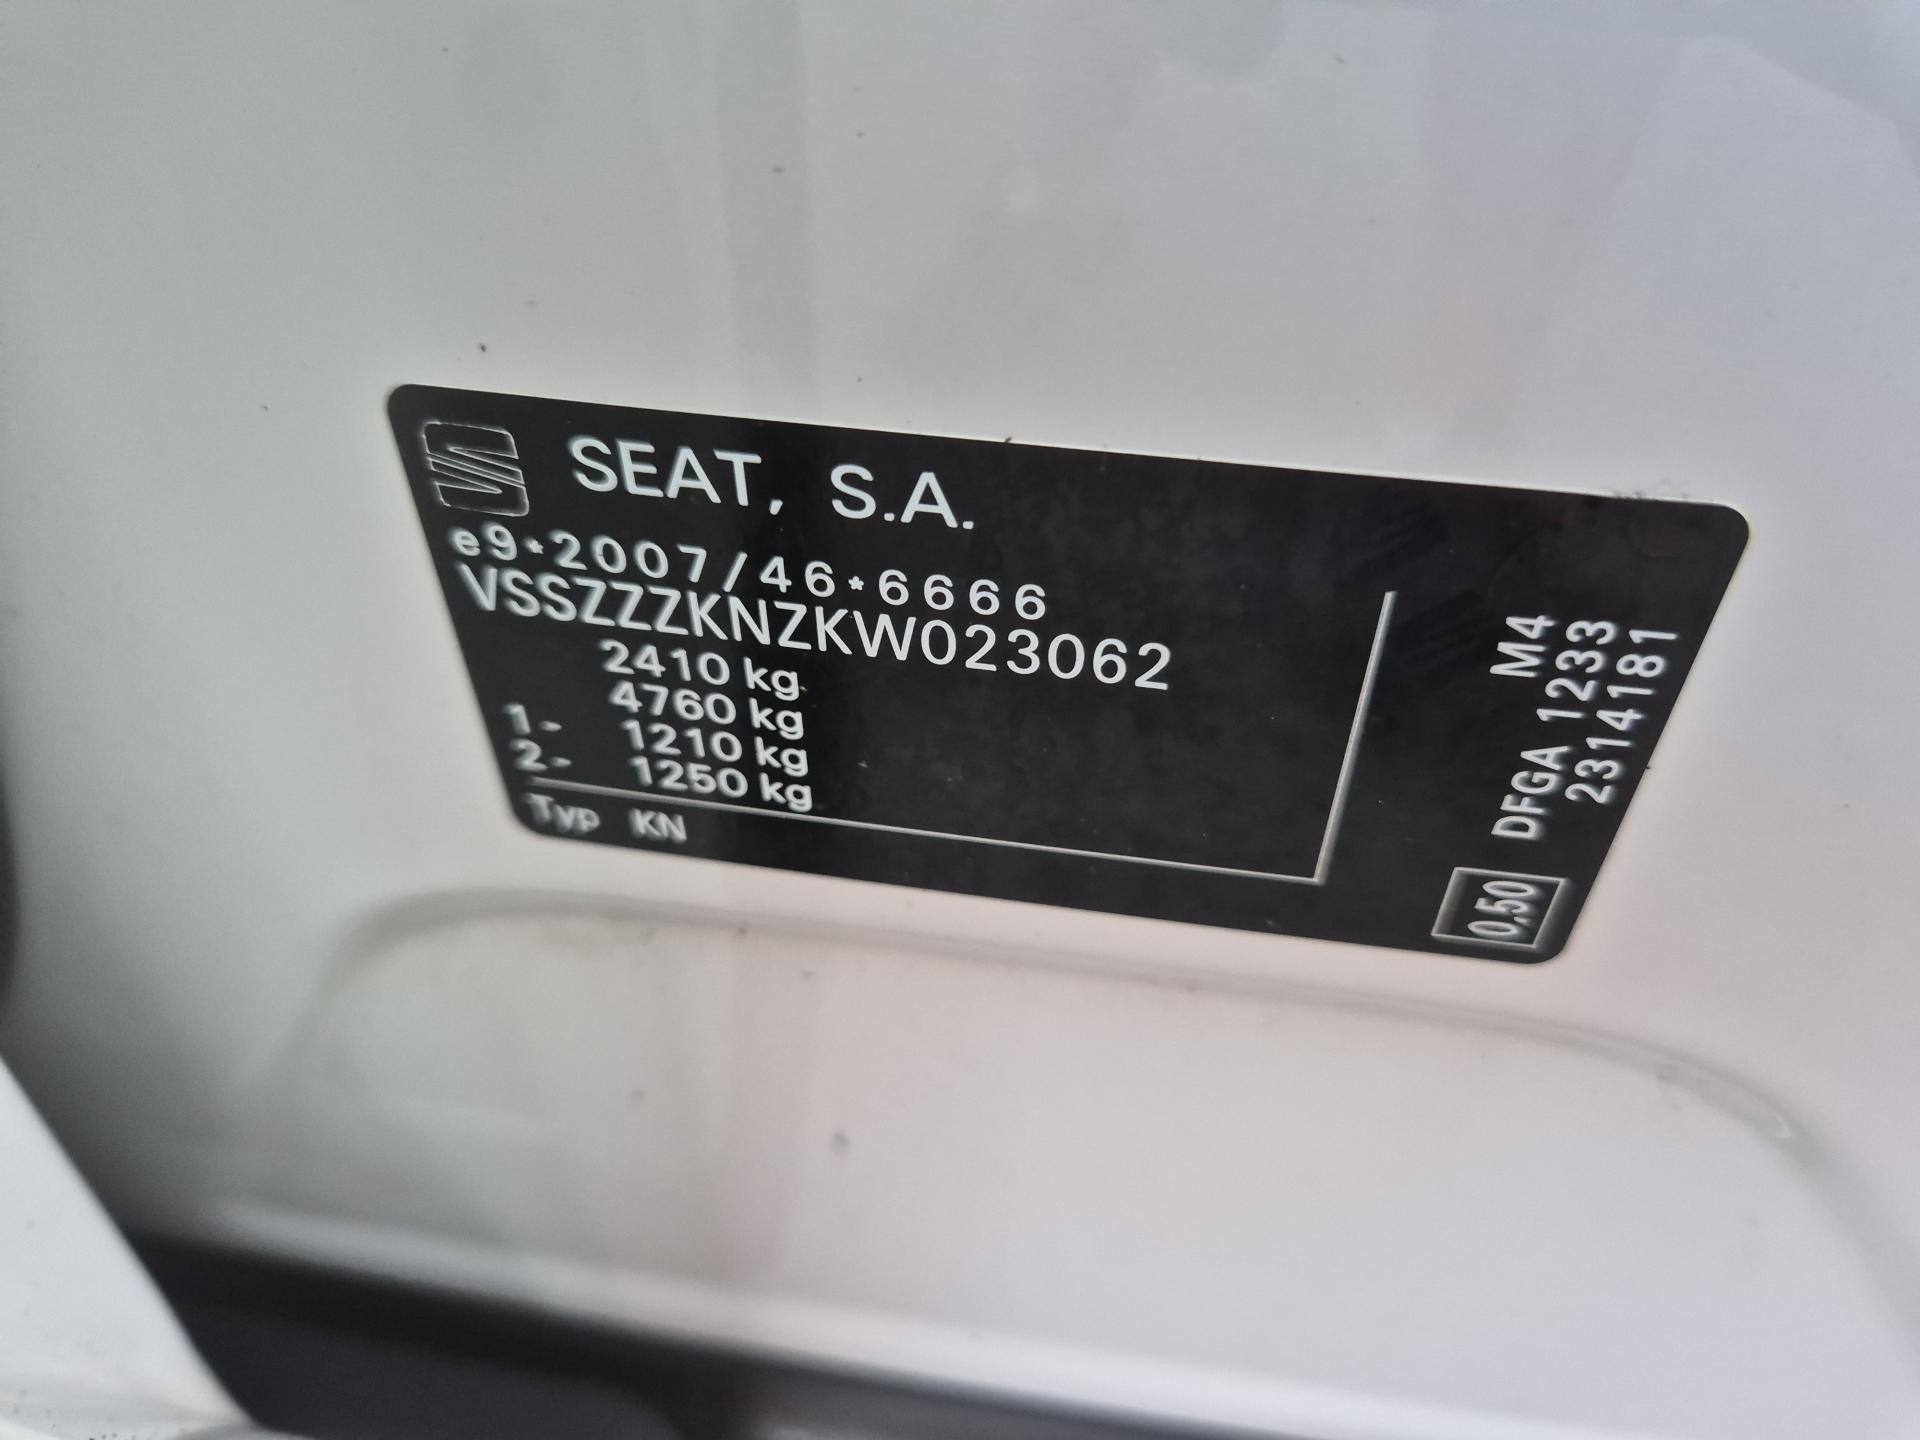 SEAT, S.A.
e9*2007/46*6666
VSSZZZKNZKW023062
2410 kg
4760 kg
1- 1210 kg
2- 1250 kg
Typ KN
M4
DFGA 1233
2314181
0,50